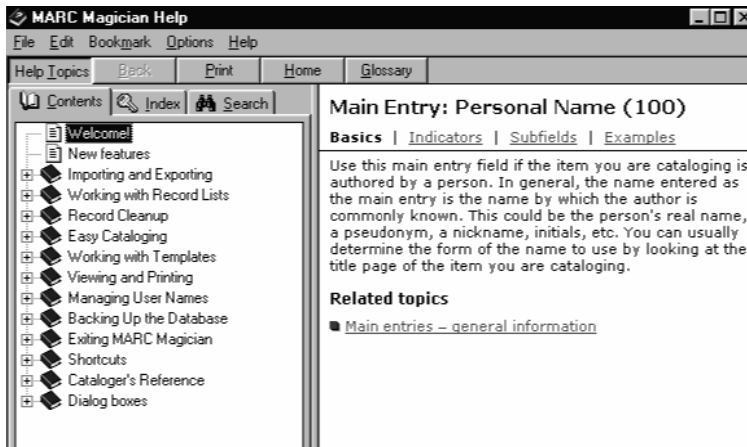 MARC Magician Help
File Edit Bookmark Options Help
Help Topics Back Print Home Glossary
Contents Index Search
Welcome!
New features
Importing and Exporting
Working with Record Lists
Record Cleanup
Easy Cataloging
Working with Templates
Viewing and Printing
Managing User Names
Backing Up the Database
Exiting MARC Magician
Shortcuts
Cataloger's Reference
Dialog boxes
Main Entry: Personal Name (100)
Basics | Indicators | Subfields | Examples
Use this main entry field if the item you are cataloging is
authored by a person. In general, the name entered as
the main entry is the name by which the author is
commonly known. This could be the person's real name,
a pseudonym, a nickname, initials, etc. You can usually
determine the form of the name to use by looking at the
title page of the item you are cataloging.
Related topics
Main entries – general information